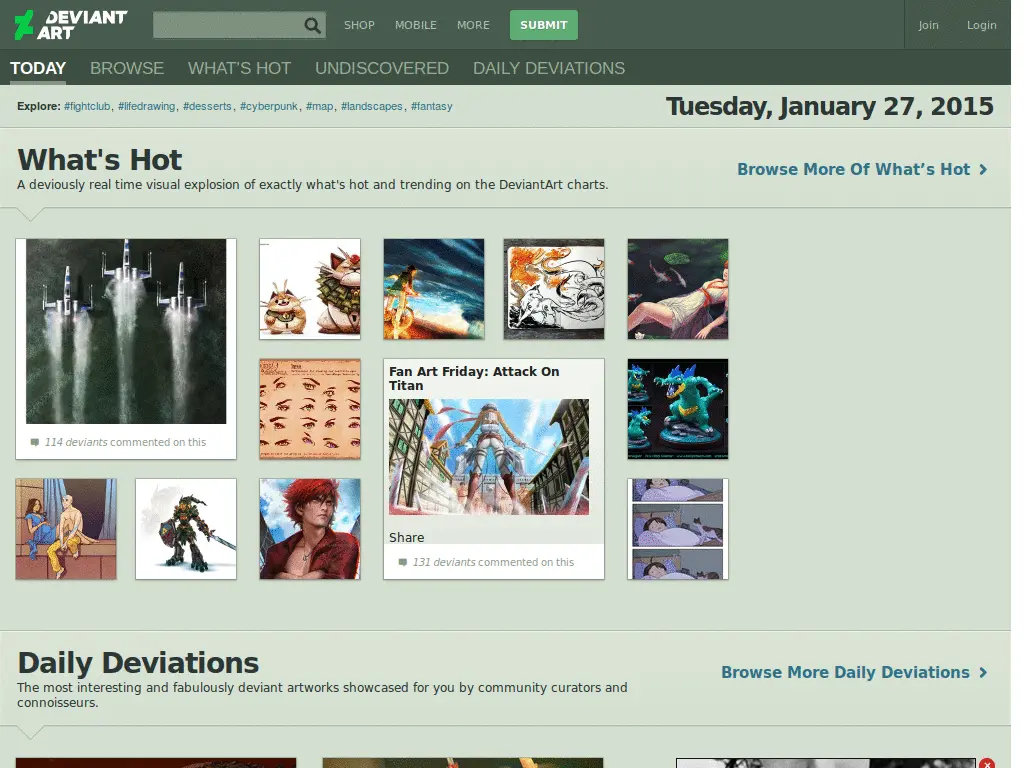 DEVIANT ART
SHOP MOBILE MORE SUBMIT Join Login
TODAY BROWSE WHAT'S HOT UNDISCOVERED DAILY DEVIATIONS
Explore: #fightclub, #lifedrawing, #desserts, #cyberpunk, #map, #landscapes, #fantasy
Tuesday, January 27, 2015
What's Hot
A deviously real time visual explosion of exactly what's hot and trending on the DeviantArt charts.
Browse More Of What’s Hot
Fan Art Friday: Attack On
Titan
114 deviants commented on this
Share
131 deviants commented on this
Daily Deviations
The most interesting and fabulously deviant artworks showcased for you by community curators and
connoisseurs.
Browse More Daily Deviations